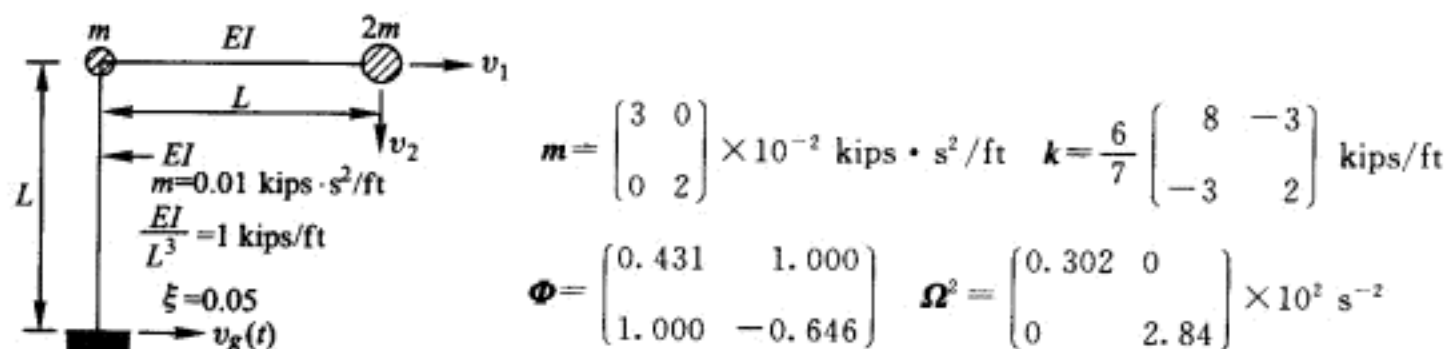 m EI 2m
v₁
L
v₂
EI
m=0.01 kips·s²/ft
L
EI/L³ =1 kips/ft
ξ=0.05
v_g(t)
m= (3 0
0 2) ×10⁻² kips·s²/ft
k= 6/7 (8 -3
-3 2) kips/ft
Φ= (0.431 1.000
1.000 -0.646)
Ω²= (0.302 0
0 2.84) ×10² s⁻²